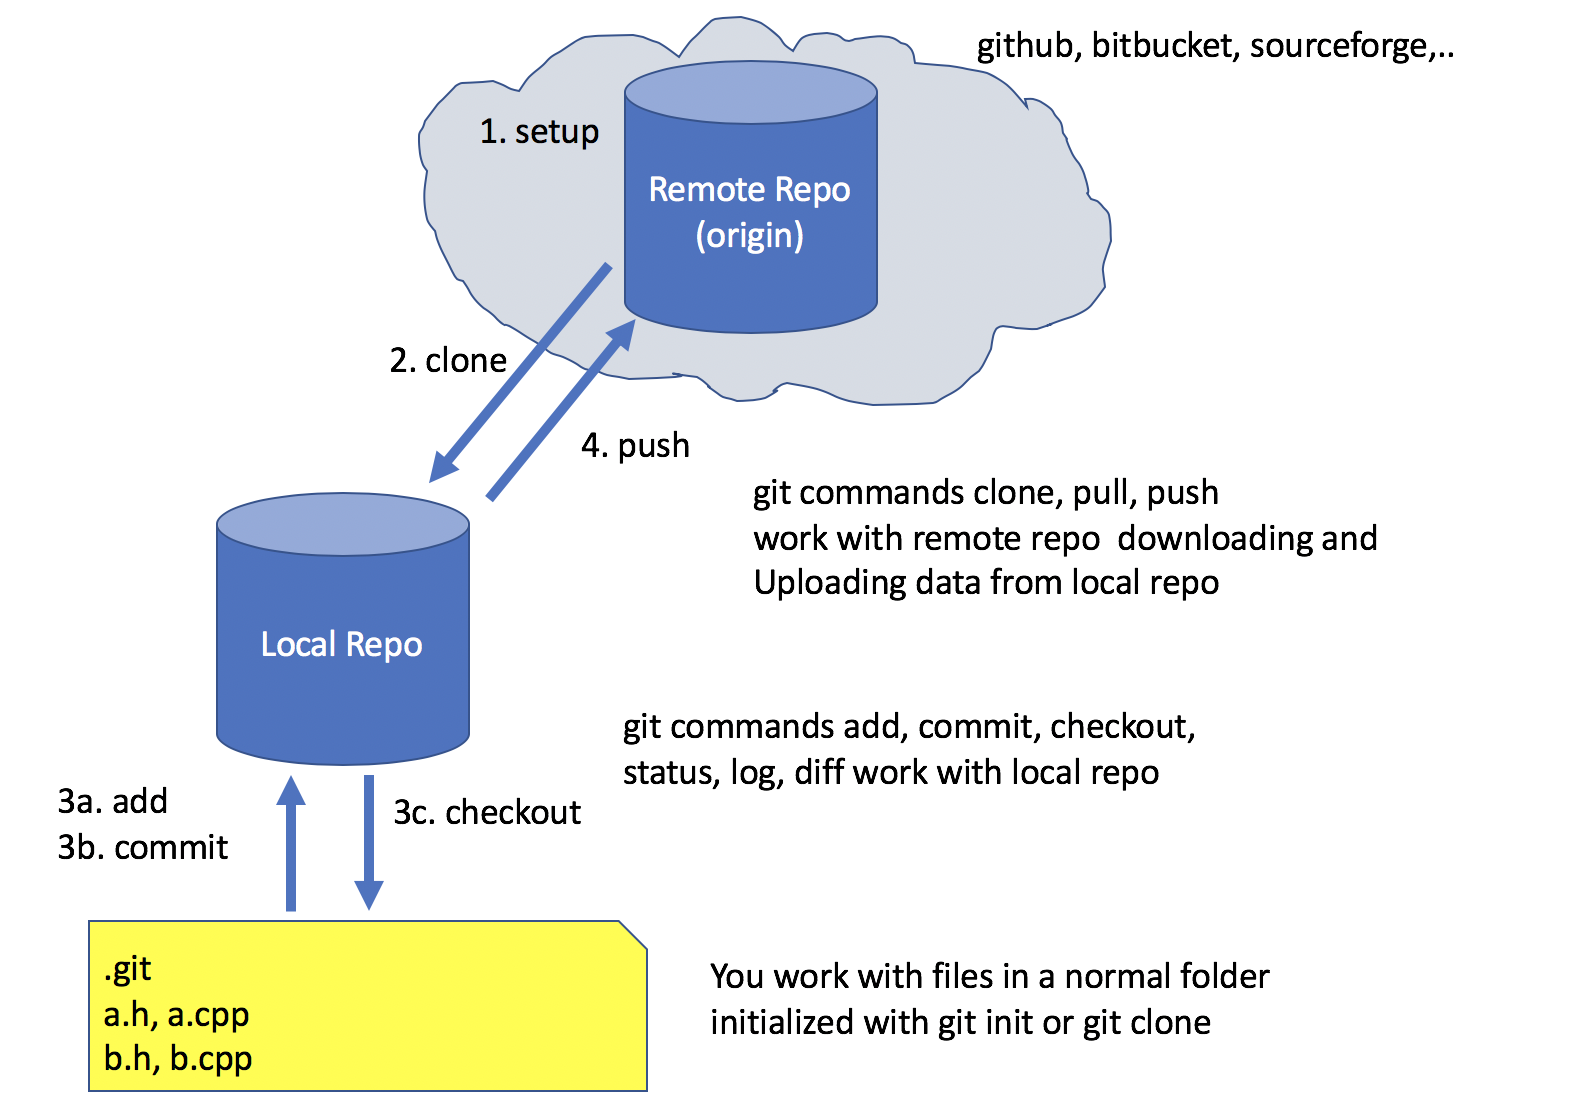 github, bitbucket, sourceforge,..
1. setup
Remote Repo
(origin)
2. clone
4. push
git commands clone, pull, push
work with remote repo  downloading and
Uploading data from local repo
Local Repo
git commands add, commit, checkout,
status, log, diff work with local repo
3a. add
3b. commit
3c. checkout
.git
a.h, a.cpp
b.h, b.cpp
You work with files in a normal folder
initialized with git init or git clone